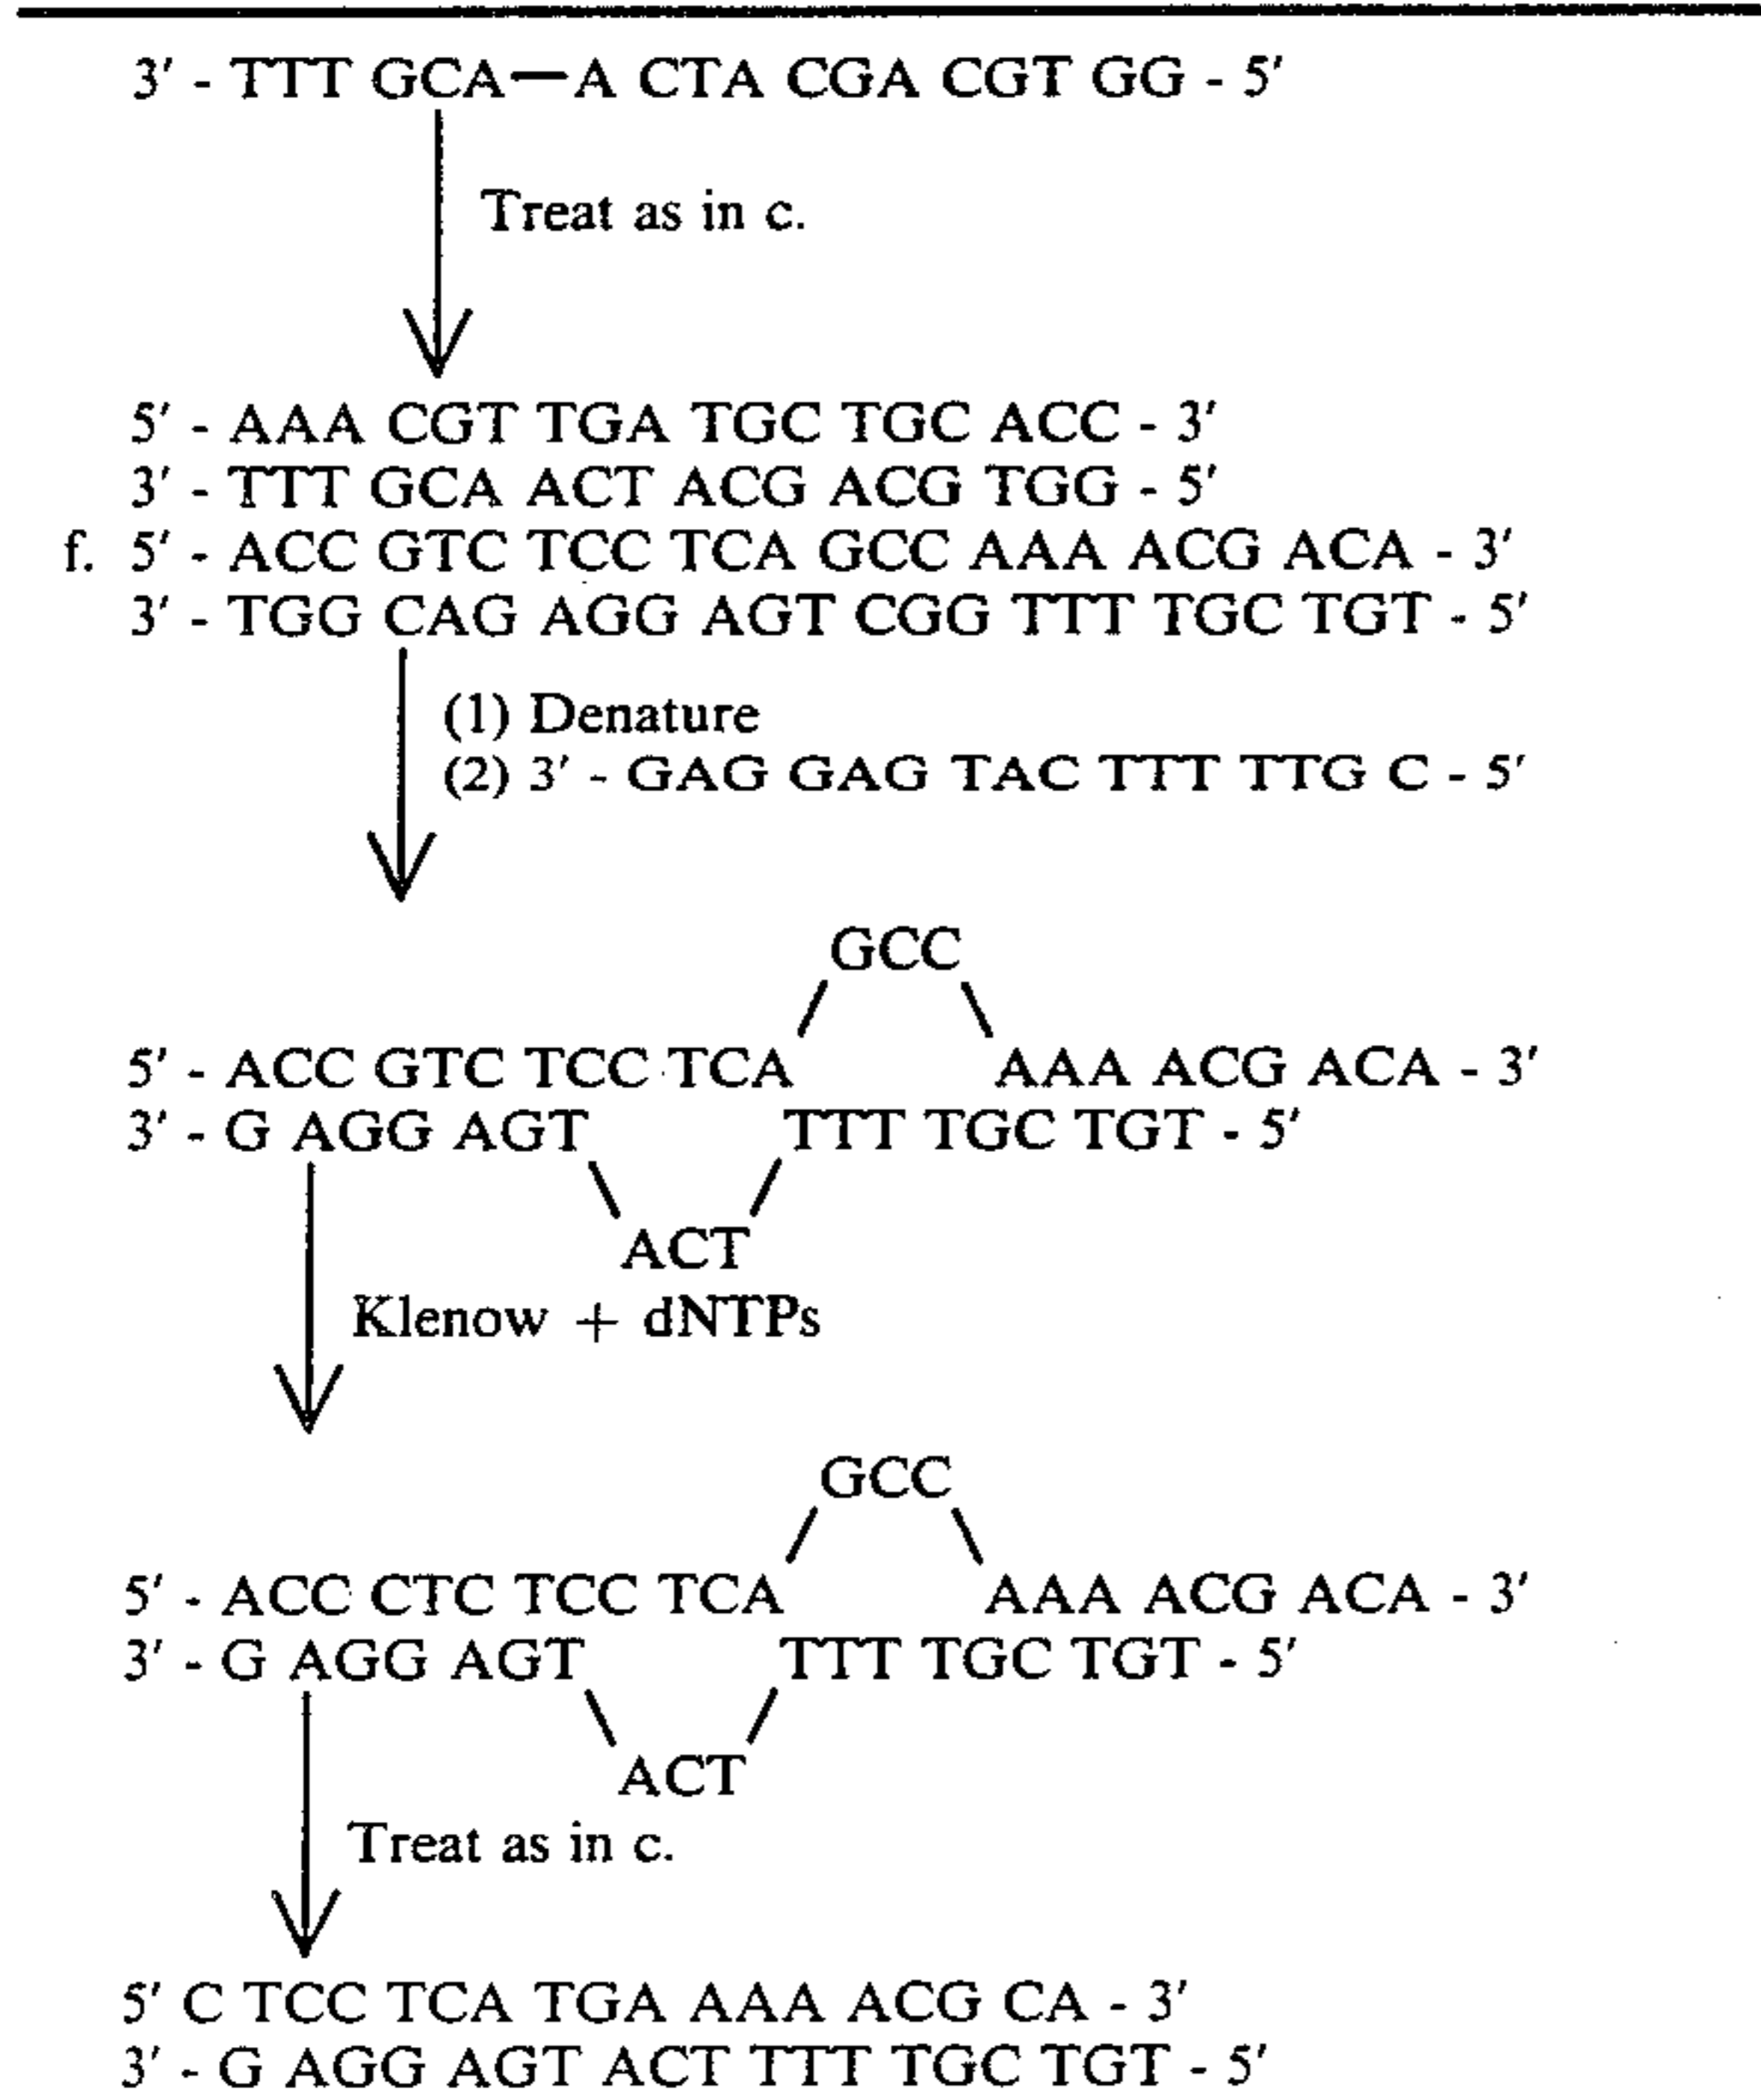 3' - TTT GCA—A CTA CGA CGT GG - 5'
Treat as in c.
5' - AAA CGT TGA TGC TGC ACC - 3'
3' - TTT GCA ACT ACG ACG TGG - 5'
f. 5' - ACC GTC TCC TCA GCC AAA ACG ACA - 3'
3' - TGG CAG AGG AGT CGG TTT TGC TGT - 5'
(1) Denature
(2) 3' - GAG GAG TAC TTT TTG C - 5'
GCC
5' - ACC GTC TCC TCA AAA ACG ACA - 3'
3' - G AGG AGT TTT TGC TGT - 5'
ACT
Klenow + dNTPs
GCC
5' - ACC CTC TCC TCA AAA ACG ACA - 3'
3' - G AGG AGT TTT TGC TGT - 5'
ACT
Treat as in c.
5' C TCC TCA TGA AAA ACG CA - 3'
3' - G AGG AGT ACT TTT TGC TGT - 5'